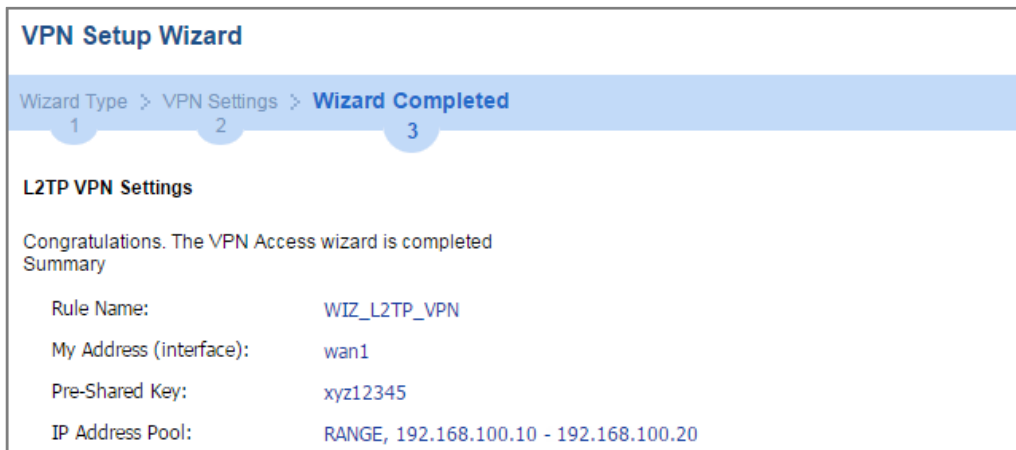 VPN Setup Wizard
Wizard Type > VPN Settings > Wizard Completed
1 2 3
L2TP VPN Settings
Congratulations. The VPN Access wizard is completed
Summary
Rule Name: WIZ_L2TP_VPN
My Address (interface): wan1
Pre-Shared Key: xyz12345
IP Address Pool: RANGE, 192.168.100.10 - 192.168.100.20